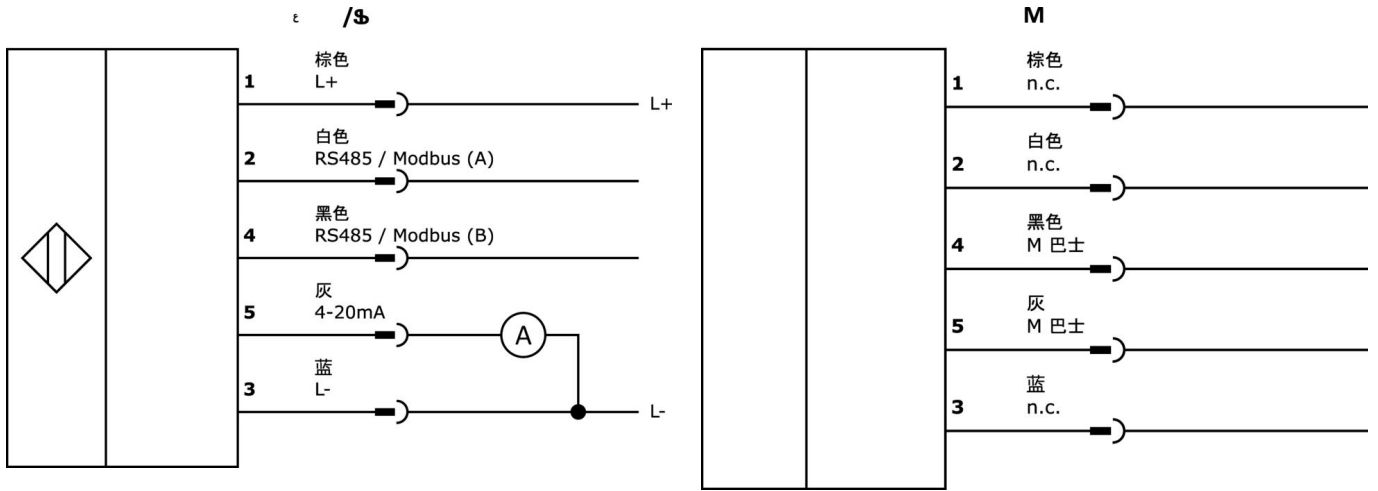 M
1
棕色
L+
L+
2
白色
RS485 / Modbus (A)
4
黑色
RS485 / Modbus (B)
5
灰
4-20mA
A
3
蓝
L-
L-
1
棕色
n.c.
2
白色
n.c.
4
黑色
M 巴士
5
灰
M 巴士
3
蓝
n.c.